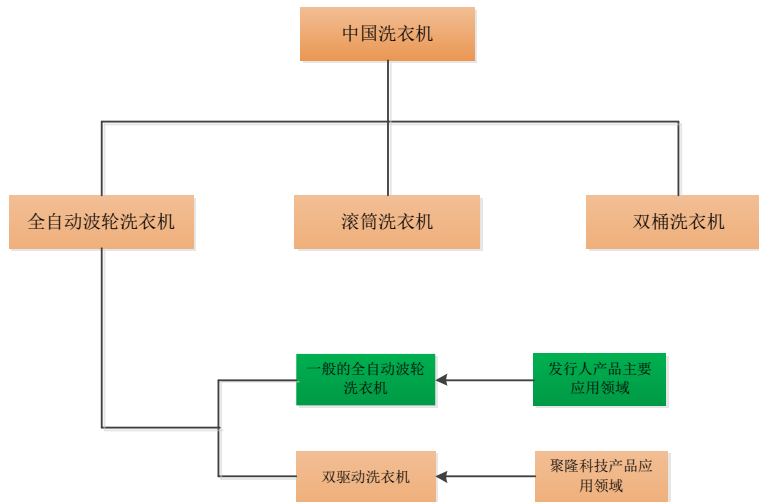 中国洗衣机
全自动波轮洗衣机
滚筒洗衣机
双桶洗衣机
一般的全自动波轮
洗衣机
发行人产品主要
应用领域
双驱动洗衣机
聚隆科技产品应
用领域